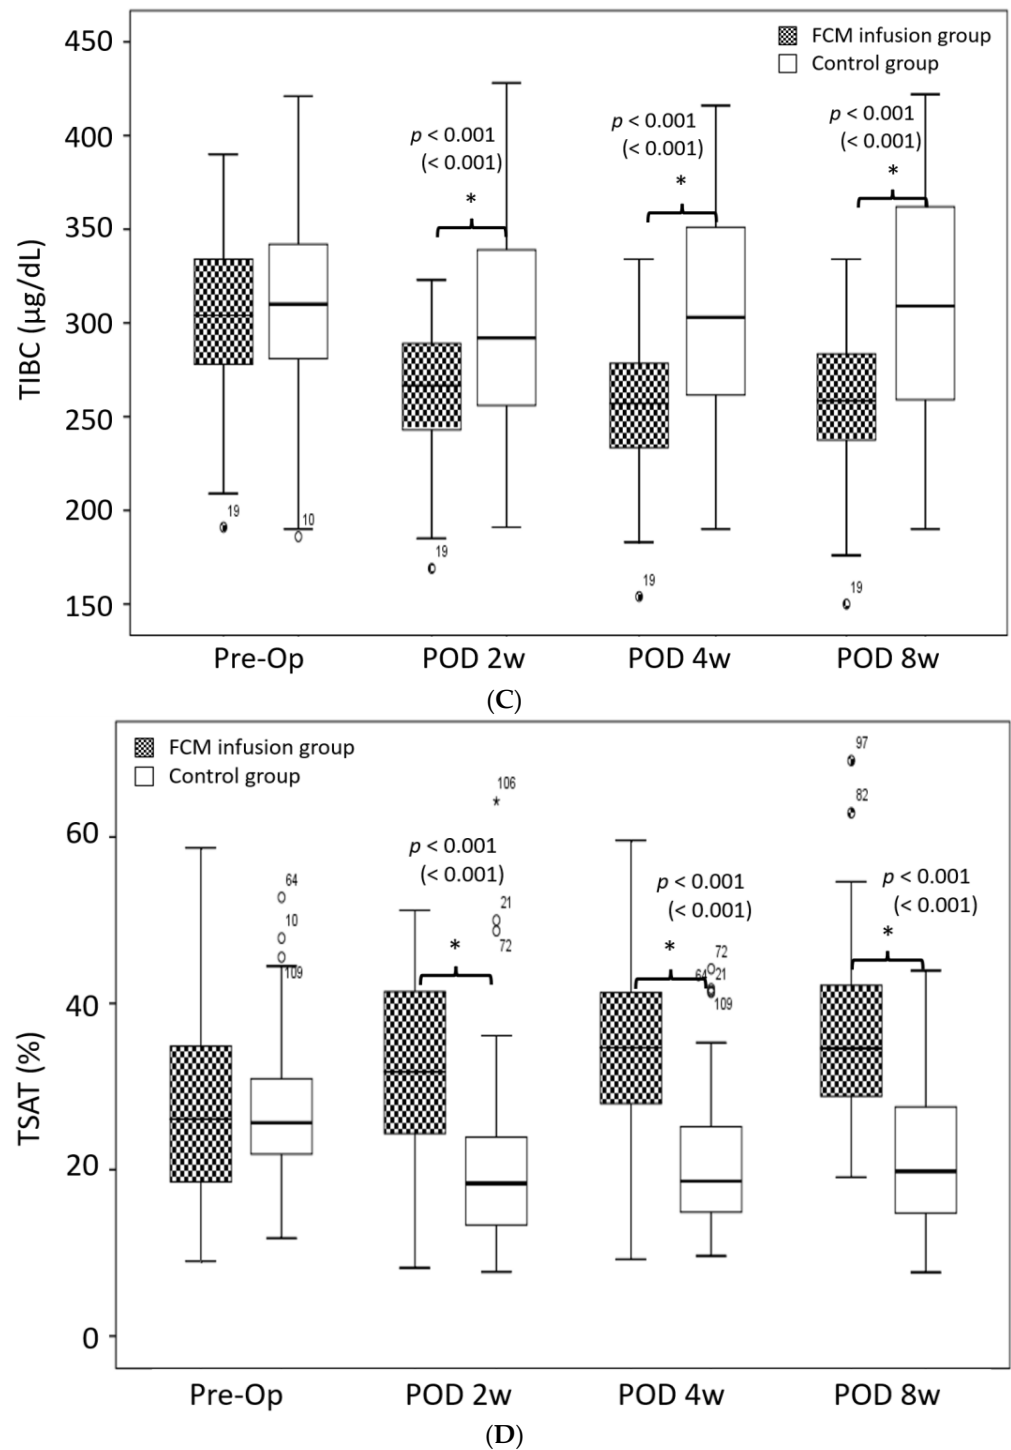 450
400
350
300
250
200
150
TIBC (µg/dL)
FCM infusion group
Control group
p < 0.001
(< 0.001)
*
p < 0.001
(< 0.001)
*
p < 0.001
(< 0.001)
*
19
10
19
19
19
Pre-Op POD 2w POD 4w POD 8w
(C)
FCM infusion group
Control group
60
40
20
0
TSAT (%)
64
10
109
106
*
p < 0.001
(< 0.001)
*
21
72
p < 0.001
(< 0.001)
*
72
64 21
109
97
82
p < 0.001
(< 0.001)
*
Pre-Op POD 2w POD 4w POD 8w
(D)